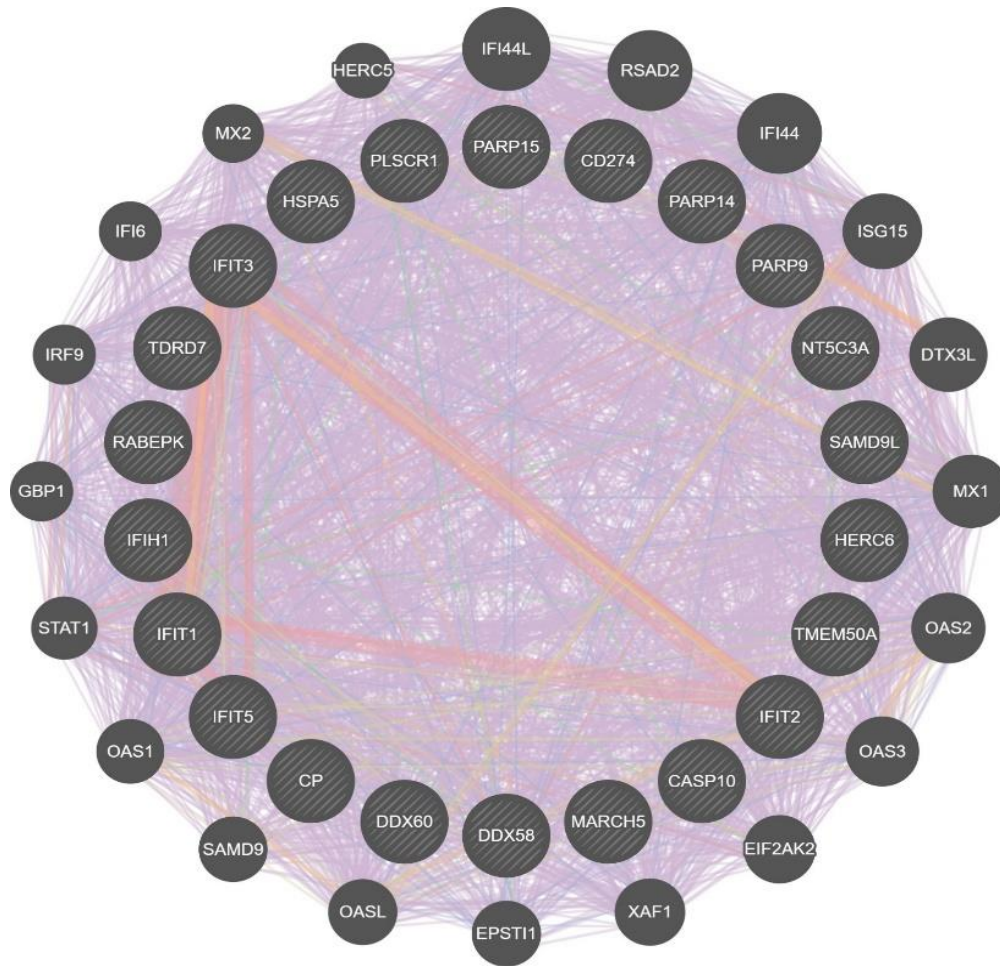 IFI44L
HERC5
RSAD2
MX2
IFI44
PARP15
PLSCR1
CD274
HSPA5
PARP14
IFI6
ISG15
IFIT3
PARP9
TDRD7
NT5C3A
IRF9
DTX3L
RABEPK
SAMD9L
GBP1
MX1
IFIH1
HERC6
STAT1
IFIT1
TMEM50A
OAS2
IFIT5
IFIT2
OAS1
OAS3
CP
CASP10
DDX60
DDX58
MARCH5
SAMD9
EIF2AK2
OASL
EPSTI1
XAF1